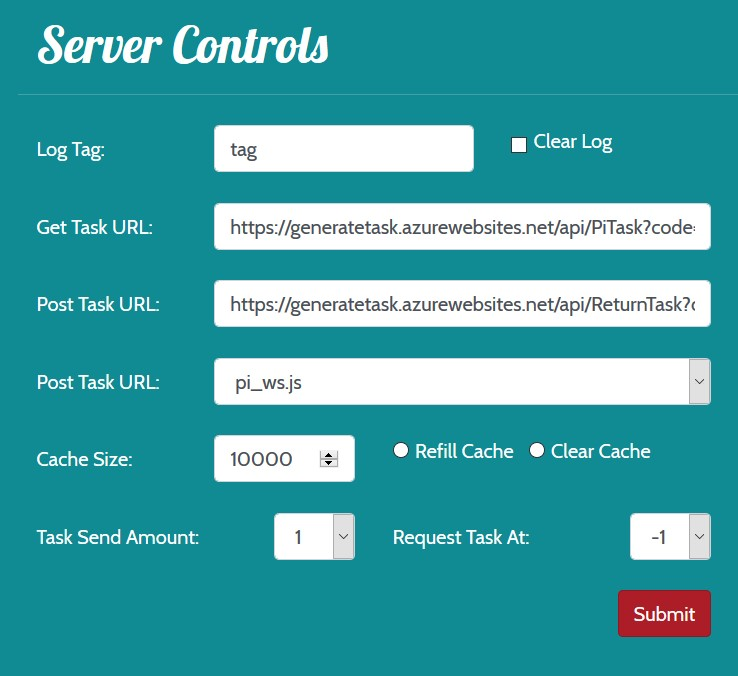 Server Controls
Log Tag: tag Clear Log
Get Task URL: https://generatetask.azurewebsites.net/api/PiTask?code=
Post Task URL: https://generatetask.azurewebsites.net/api/ReturnTask?c
Post Task URL: pi_ws.js
Cache Size: 10000 Refill Cache Clear Cache
Task Send Amount: 1 Request Task At: -1
Submit